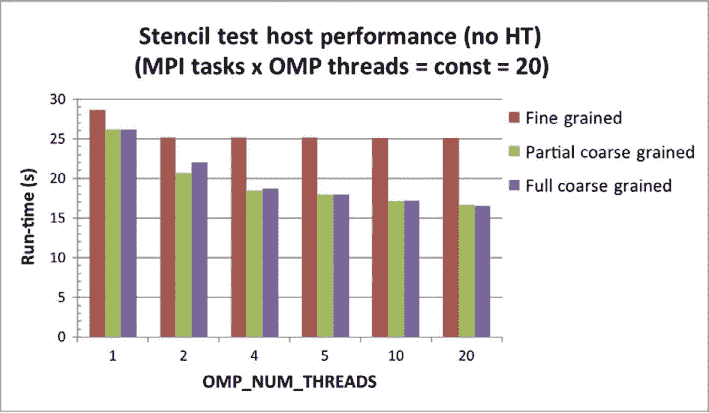 Stencil test host performance (no HT)
(MPI tasks x OMP threads = const = 20)
30
25
20
15
10
5
0
Run-time (s)
1 2 4 5 10 20
OMP_NUM_THREADS
Fine grained
Partial coarse grained
Full coarse grained